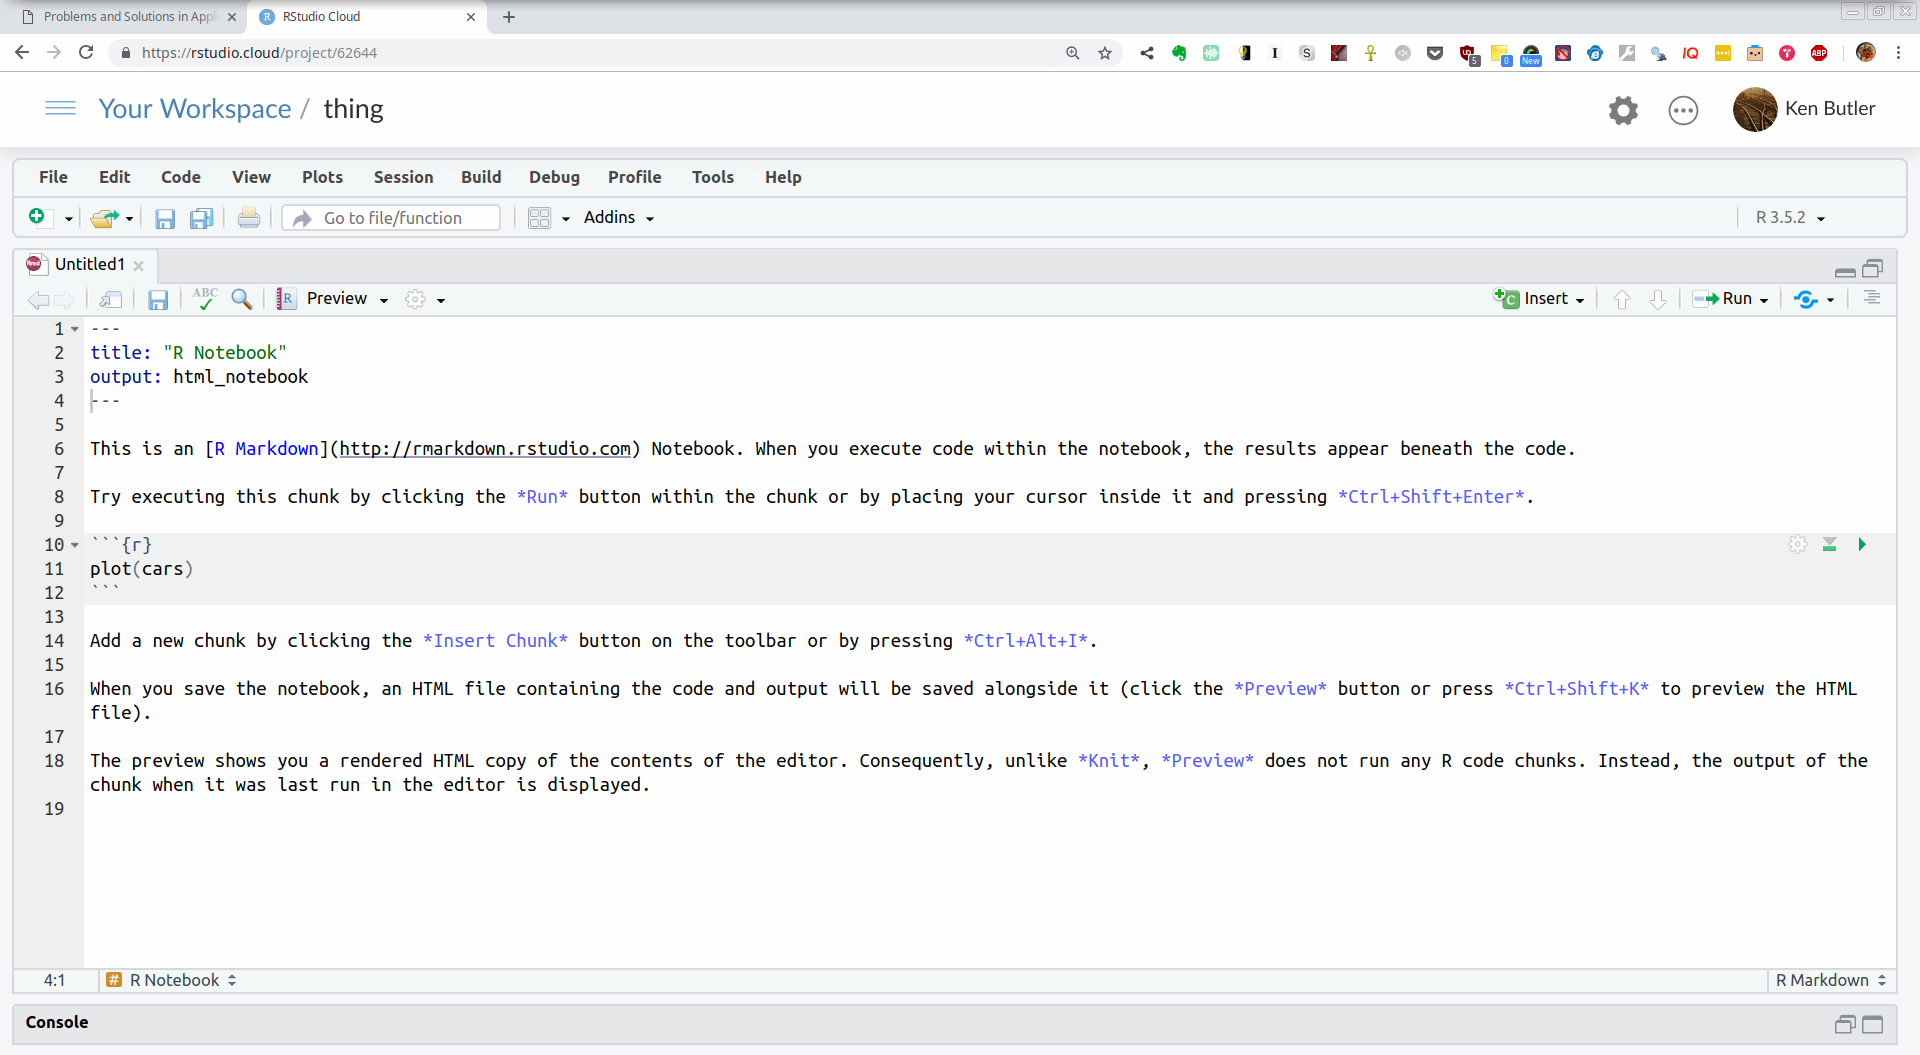 Problems and Solutions in Appl
RStudio Cloud
https://rstudio.cloud/project/62644
5
0
New
IQ
ABP
Your Workspace / thing
Ken Butler
File Edit Code View Plots Session Build Debug Profile Tools Help
Go to file/function
Addins
R 3.5.2
Untitled1
ABC
Preview
Insert
Run
1 ---
2 title: "R Notebook"
3 output: html_notebook
4 ---
5
6 This is an [R Markdown](http://rmarkdown.rstudio.com) Notebook. When you execute code within the notebook, the results appear beneath the code.
7
8 Try executing this chunk by clicking the *Run* button within the chunk or by placing your cursor inside it and pressing *Ctrl+Shift+Enter*.
9
10 ```{r}
11 plot(cars)
12 ```
13
14 Add a new chunk by clicking the *Insert Chunk* button on the toolbar or by pressing *Ctrl+Alt+I*.
15
16 When you save the notebook, an HTML file containing the code and output will be saved alongside it (click the *Preview* button or press *Ctrl+Shift+K* to preview the HTML
file).
17
18 The preview shows you a rendered HTML copy of the contents of the editor. Consequently, unlike *Knit*, *Preview* does not run any R code chunks. Instead, the output of the
chunk when it was last run in the editor is displayed.
19
4:1
# R Notebook
R Markdown
Console